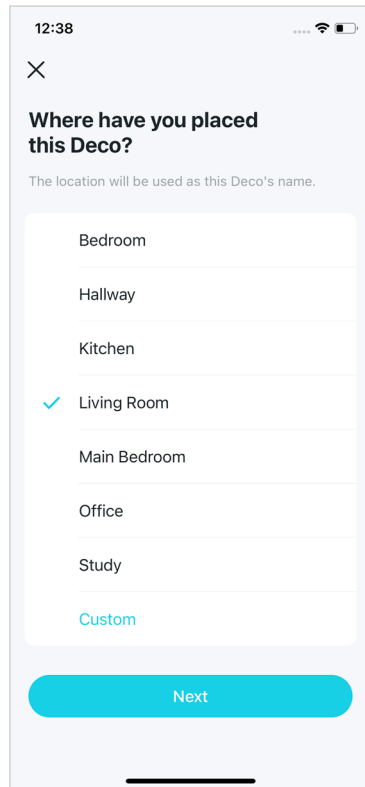 12:38
Where have you placed
this Deco?
The location will be used as this Deco's name.
Bedroom
Hallway
Kitchen
Living Room
Main Bedroom
Office
Study
Custom
Next